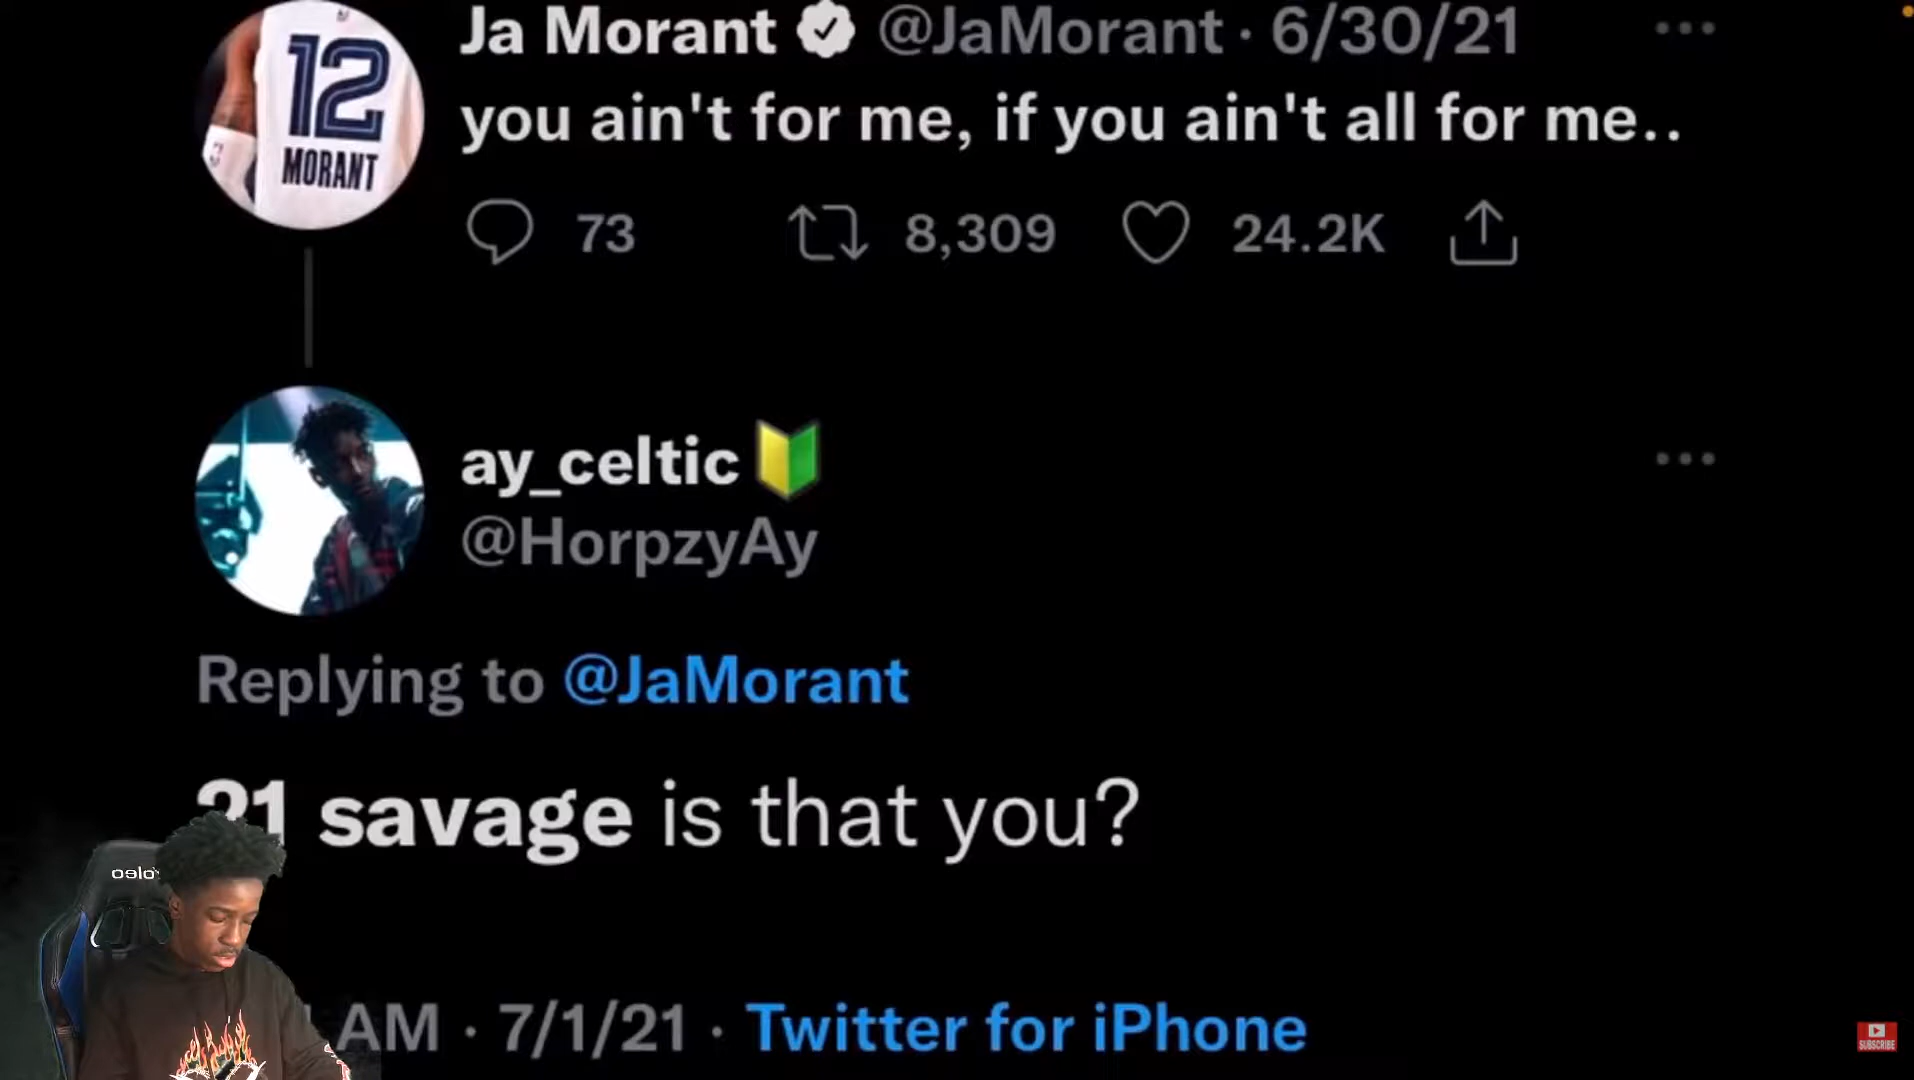 Ja Morant @JaMorant · 6/30/21
you ain't for me, if you ain't all for me..
73 8,309 24.2K
12
MORANT
ay_celtic
@HorpzyAy
Replying to @JaMorant
21 savage is that you?
AM · 7/1/21 · Twitter for iPhone
SUBSCRIBE